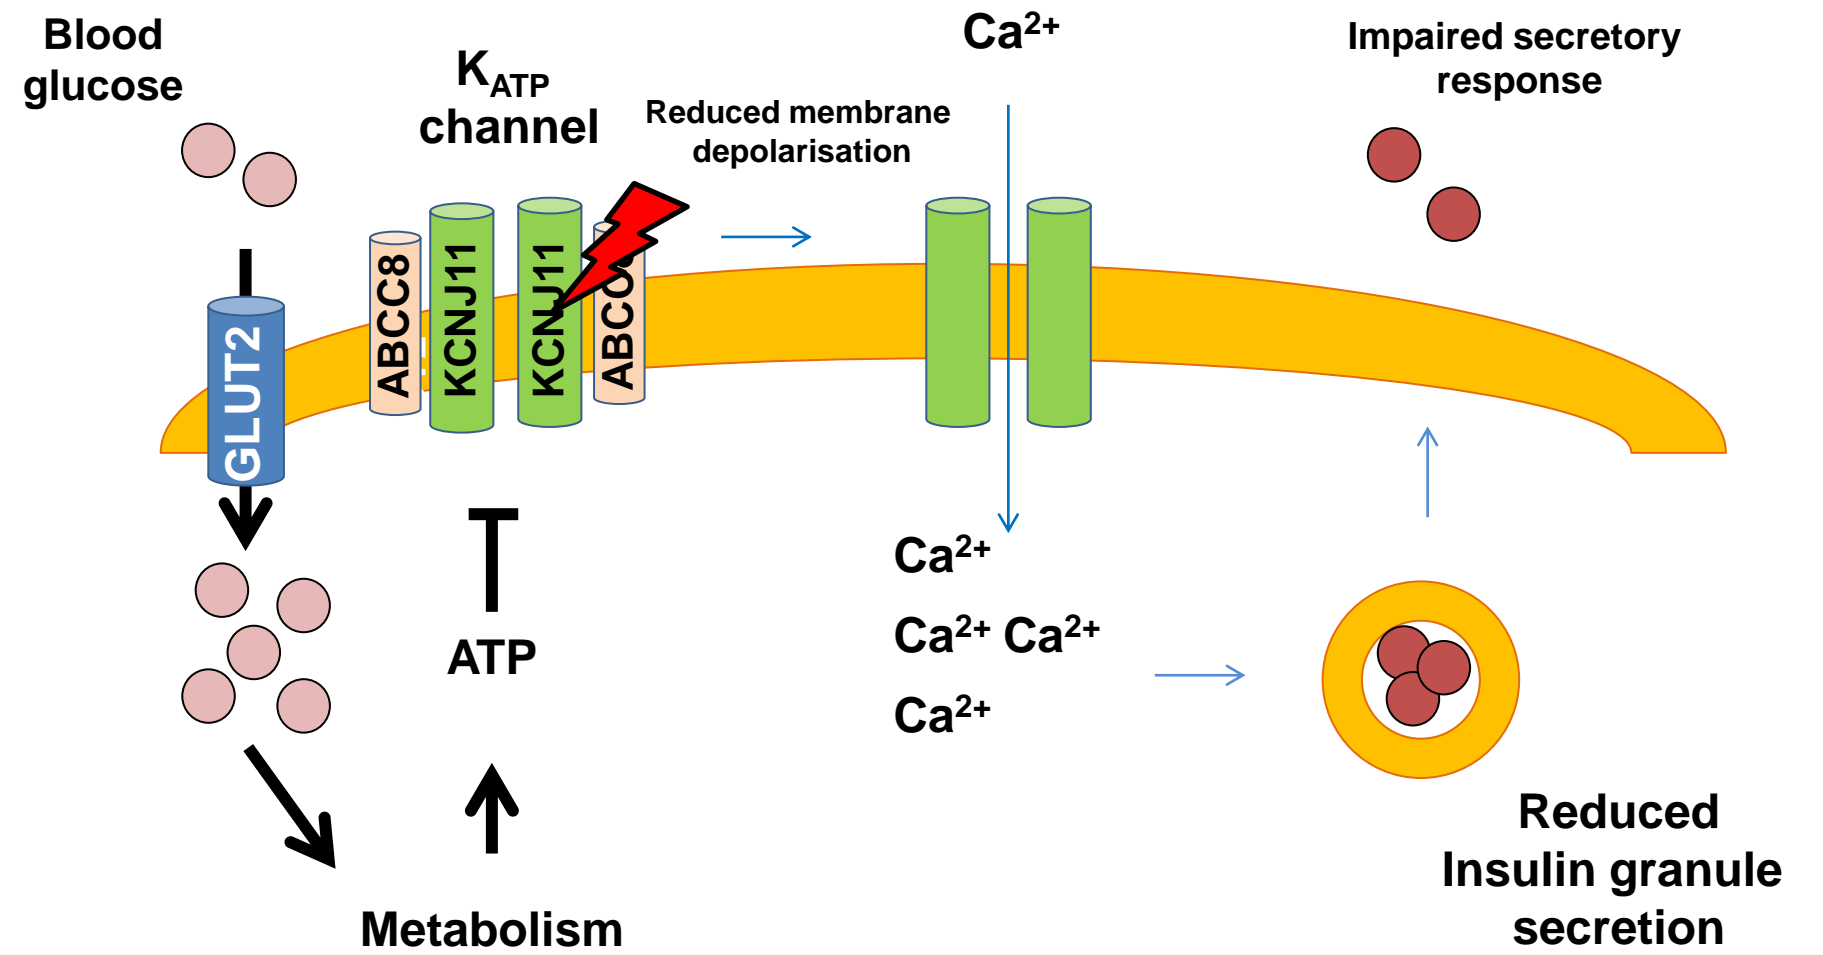 Blood
glucose
K_ATP
channel
Reduced membrane
depolarisation
Ca²⁺
Impaired secretory
response
GLUT2
ABCC8
KCNJ11
KCNJ11
Ca²⁺
Ca²⁺ Ca²⁺
Ca²⁺
ATP
Metabolism
Reduced
Insulin granule
secretion